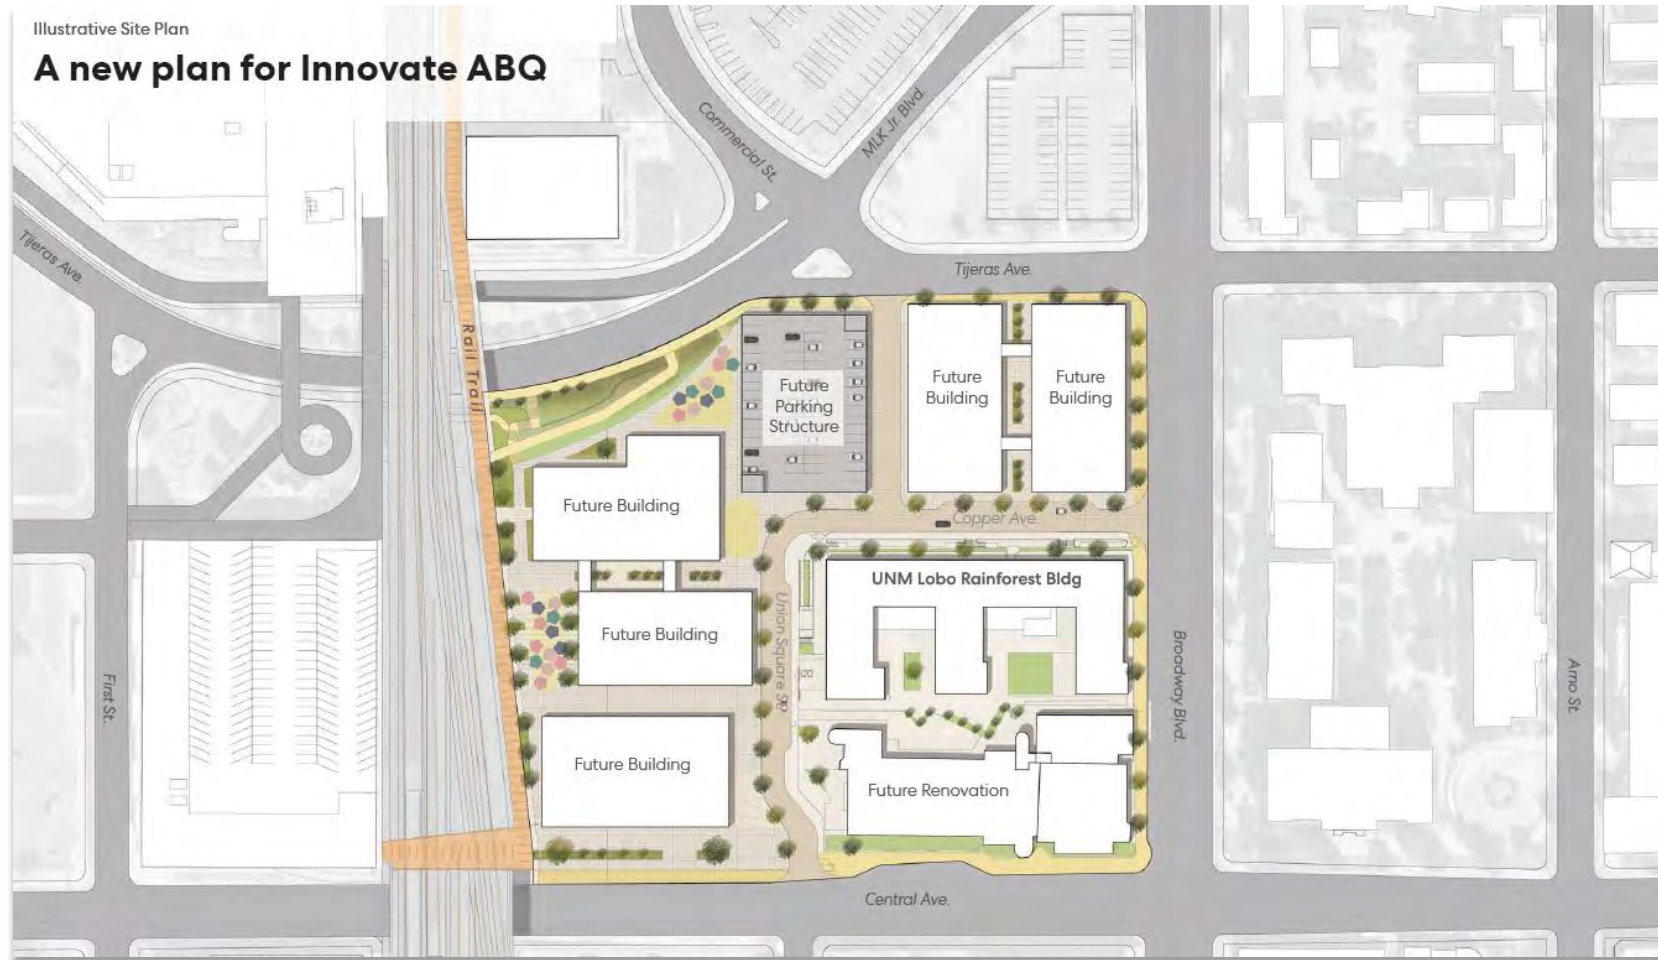 Illustrative Site Plan
A new plan for Innovate ABQ
Commercial St.
MLK Jr. Blvd.
Tijeras Ave.
Tijeras Ave.
Rail Trail
Future
Parking
Structure
Future
Building
Future
Building
Future Building
Copper Ave.
UNM Lobo Rainforest Bldg
Future Building
Union Square St.
Broadway Blvd.
First St.
Arno St.
Future Building
Future Renovation
Central Ave.